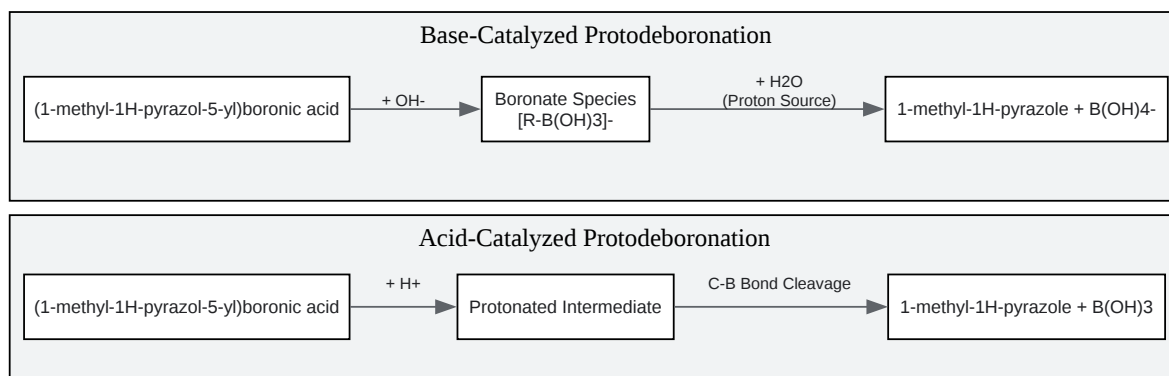 Base-Catalyzed Protodeboronation
(1-methyl-1H-pyrazol-5-yl)boronic acid
+ OH-
Boronate Species
[R-B(OH)3]-
+ H2O
(Proton Source)
1-methyl-1H-pyrazole + B(OH)4-
Acid-Catalyzed Protodeboronation
(1-methyl-1H-pyrazol-5-yl)boronic acid
+ H+
Protonated Intermediate
C-B Bond Cleavage
1-methyl-1H-pyrazole + B(OH)3